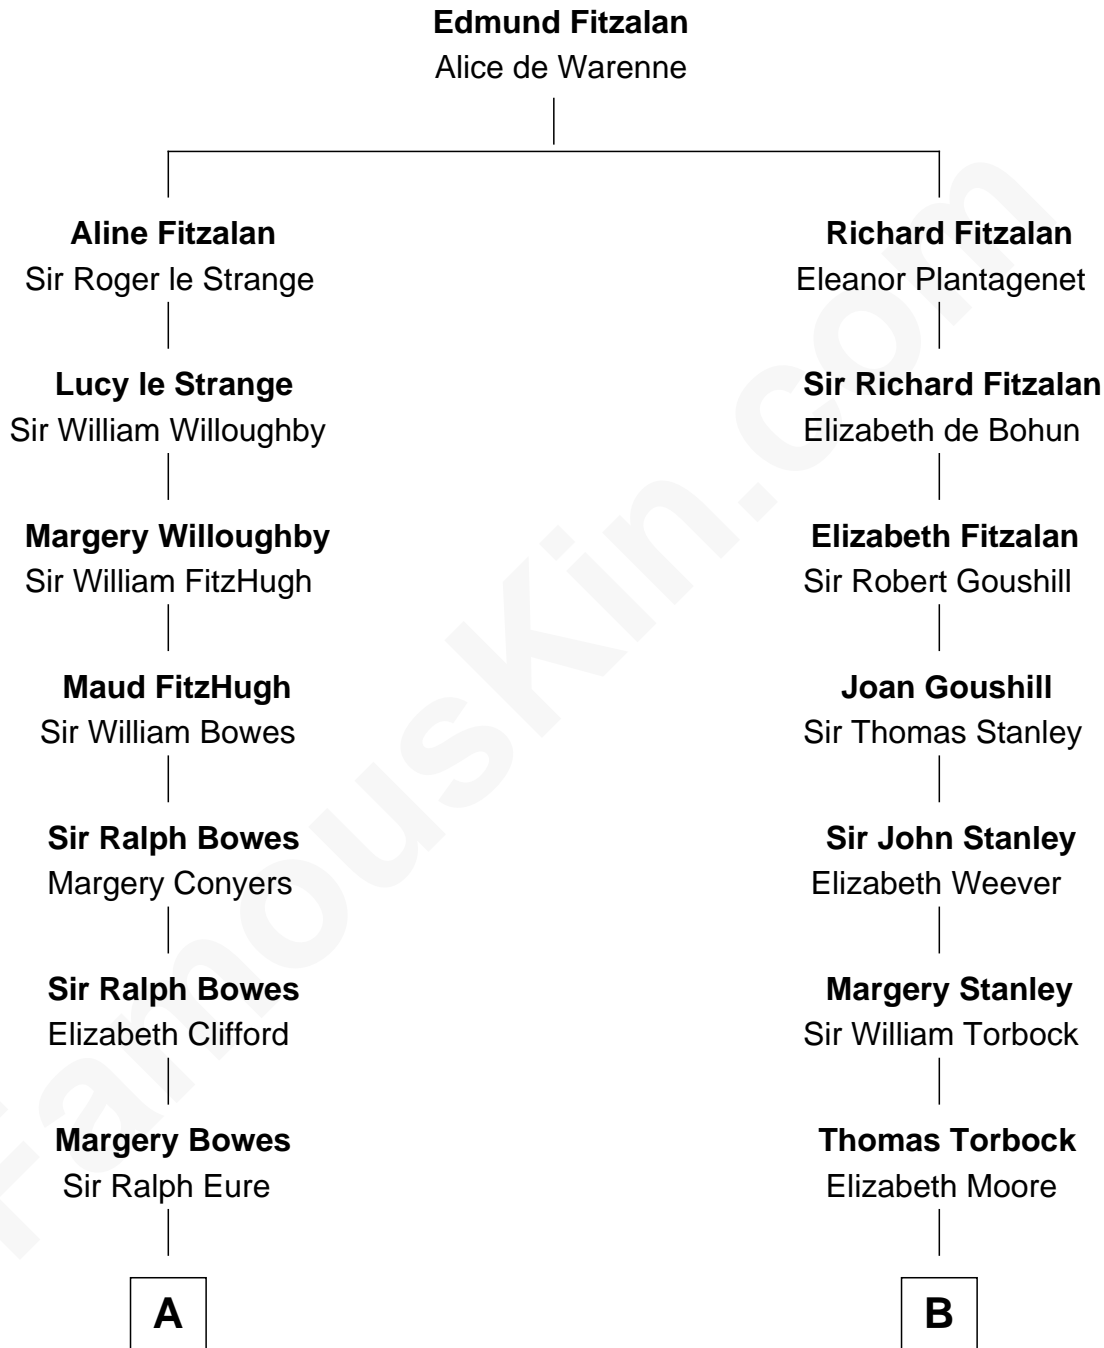 Edmund Fitzalan
Alice de Warenne
Aline Fitzalan
Sir Roger le Strange
Richard Fitzalan
Eleanor Plantagenet
Lucy le Strange
Sir William Willoughby
Sir Richard Fitzalan
Elizabeth de Bohun
Margery Willoughby
Sir William FitzHugh
Elizabeth Fitzalan
Sir Robert Goushill
Maud FitzHugh
Sir William Bowes
Joan Goushill
Sir Thomas Stanley
Sir Ralph Bowes
Margery Conyers
Sir John Stanley
Elizabeth Weever
Sir Ralph Bowes
Elizabeth Clifford
Margery Stanley
Sir William Torbock
Margery Bowes
Sir Ralph Eure
Thomas Torbock
Elizabeth Moore
A
B
FamousKin.com